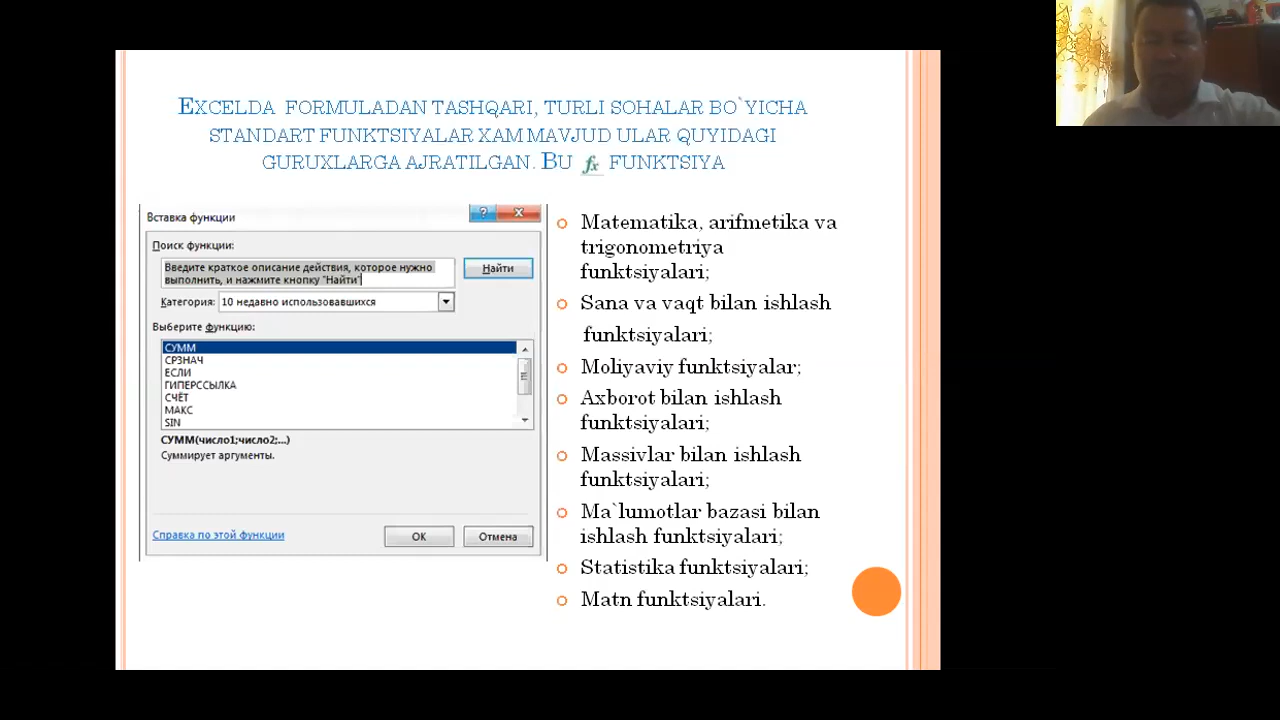 EXCELDA FORMULADAN TASHQARI, TURLI SOHALAR BO`YICHA
STANDART FUNKTSIYALAR XAM MAVJUD ULAR QUYIDAGI
GURUXLARGA AJRATILGAN. BU fx FUNKTSIYA
Вставка функции
?
Поиск функции:
Введите краткое описание действия, которое нужно
выполнить, и нажмите кнопку "Найти"
Найти
Категория: 10 недавно использовавшихся
Выберите функцию:
СУММ
СРЗНАЧ
ЕСЛИ
ГИПЕРССЫЛКА
СЧЁТ
МАКС
SIN
СУММ(число1;число2;...)
Суммирует аргументы.
Справка по этой функции
ОК
Отмена
Matematika, arifmetika va
trigonometriya
funktsiyalari;
Sana va vaqt bilan ishlash
funktsiyalari;
Moliyaviy funktsiyalar;
Axborot bilan ishlash
funktsiyalari;
Massivlar bilan ishlash
funktsiyalari;
Ma`lumotlar bazasi bilan
ishlash funktsiyalari;
Statistika funktsiyalari;
Matn funktsiyalari.